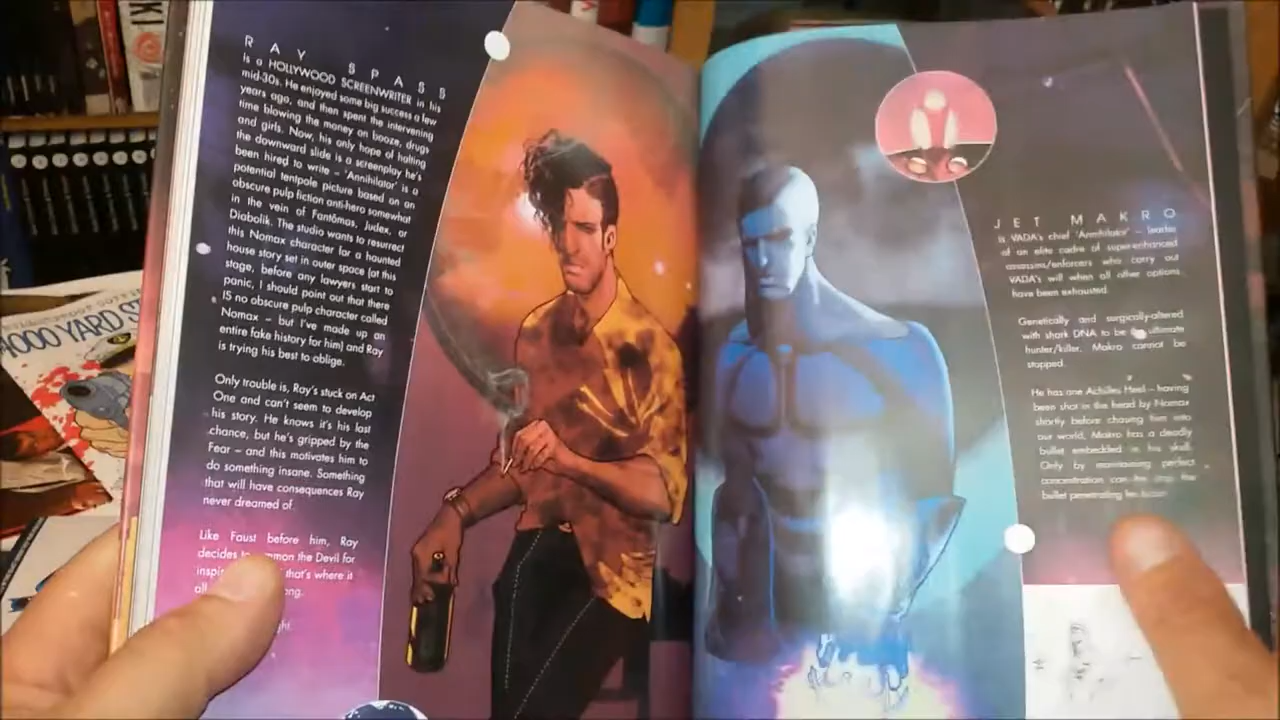 RAY SPASS
is a HOLLYWOOD SCREENWRITER in his
mid-30s. He enjoyed some big success a few
years ago, and then spent the intervening
time blowing the money on booze, drugs
and girls. Now, his only hope of halting
the downward slide is a screenplay he's
been hired to write – 'Annihilator' is a
potential tentpole picture based on an
obscure pulp fiction anti-hero somewhat
in the vein of Fantômas, Judex, or
Diabolik. The studio wants to resurrect
this Nomax character for a haunted
house story set in outer space (at this
stage, before any lawyers start to
panic, I should point out that there
IS no obscure pulp character called
Nomax – but I've made up an
entire fake history for him) and Ray
is trying his best to oblige.
Only trouble is, Ray's stuck on Act
One and can't seem to develop
his story. He knows it's his last
chance, but he's gripped by the
Fear – and this motivates him to
do something insane. Something
that will have consequences Ray
never dreamed of.
Like Faust before him, Ray
decides the Devil for
that's where it
JET MAKRO
is VADA's chief 'Annihilator' – leader
of an elite cadre of superenhanced
assassins/enforcers who carry out
VADA's will when all other options
have been exhausted.
Genetically and surgically-altered
with shark DNA to be ultimate
hunter/killer. Makro cannot be
stopped.
He has one Achilles Heel – having
been shot in the head by Nomax
shortly before chasing him into
our world, Makro has a deadly
bullet embedded in his skull.
Only by maintaining perfect
concentration can he stop the
bullet penetrating his brain.
1000 YARD
KI